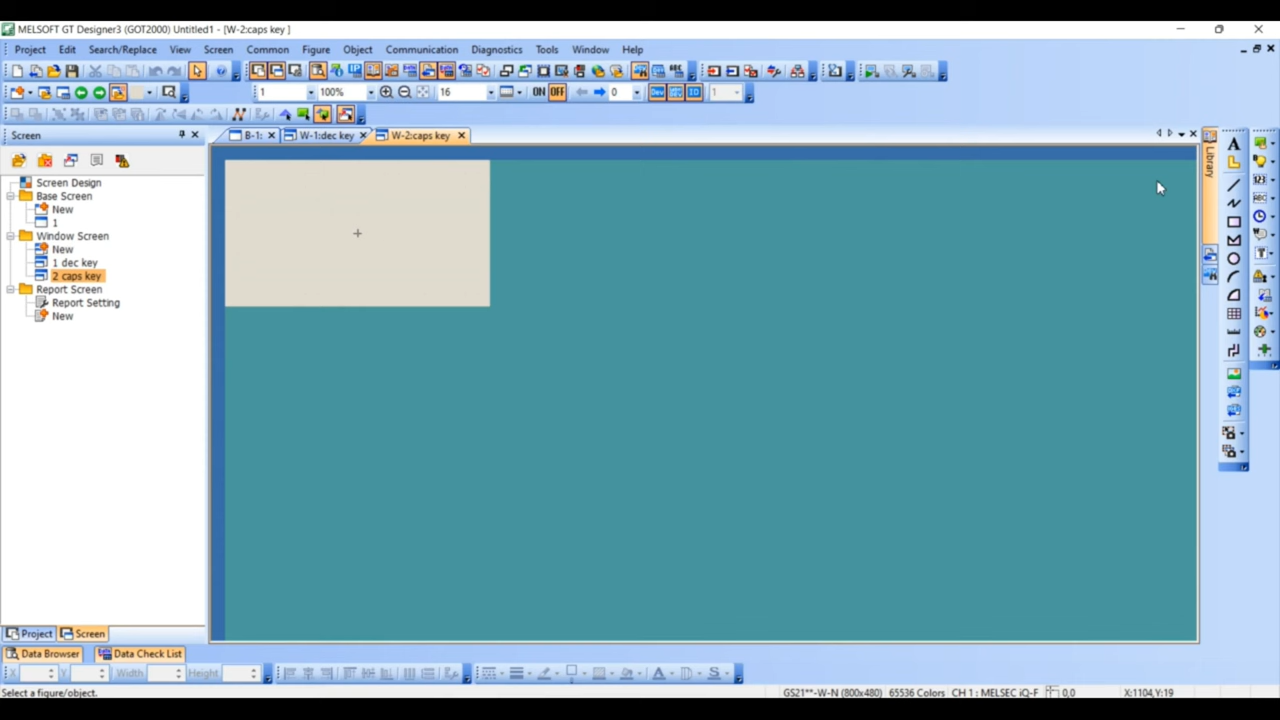 MELSOFT GT Designer3 (GOT2000) Untitled1 - [W-2:caps key ]
Project Edit Search/Replace View Screen Common Figure Object Communication Diagnostics Tools Window Help
1 100% 16 ON OFF 0 Dev ID 1
Screen
B-1: W-1:dec key W-2:caps key
Library
Screen Design
Base Screen
New
1
Window Screen
New
1 dec key
2 caps key
Report Screen
Report Setting
New
Project Screen
Data Browser Data Check List
X Y Width Height
Select a figure/object.
GS21**-W-N (800x480) 65536 Colors CH 1 : MELSEC iQ-F 0,0 X:1104,Y:19